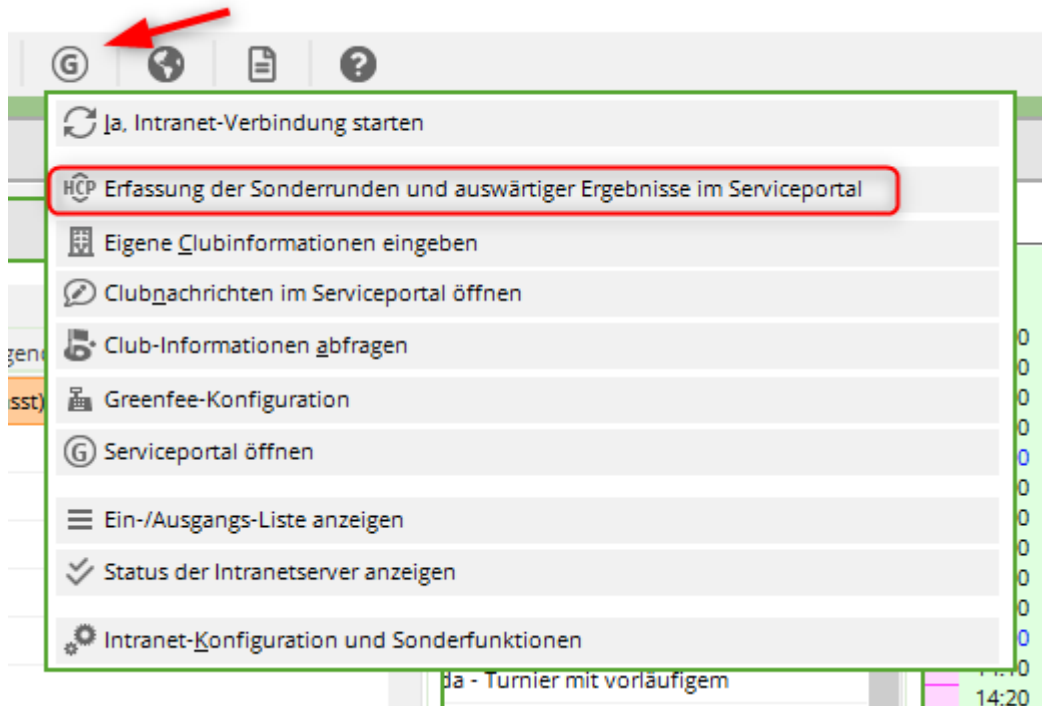 G
?
Ja, Intranet-Verbindung starten
HCP Erfassung der Sonderrunden und auswärtiger Ergebnisse im Serviceportal
Eigene Clubinformationen eingeben
Clubnachrichten im Serviceportal öffnen
Club-Informationen abfragen
Greenfee-Konfiguration
G Serviceportal öffnen
Ein-/Ausgangs-Liste anzeigen
Status der Intranetserver anzeigen
Intranet-Konfiguration und Sonderfunktionen
da - Turnier mit vorläufigem
14:20